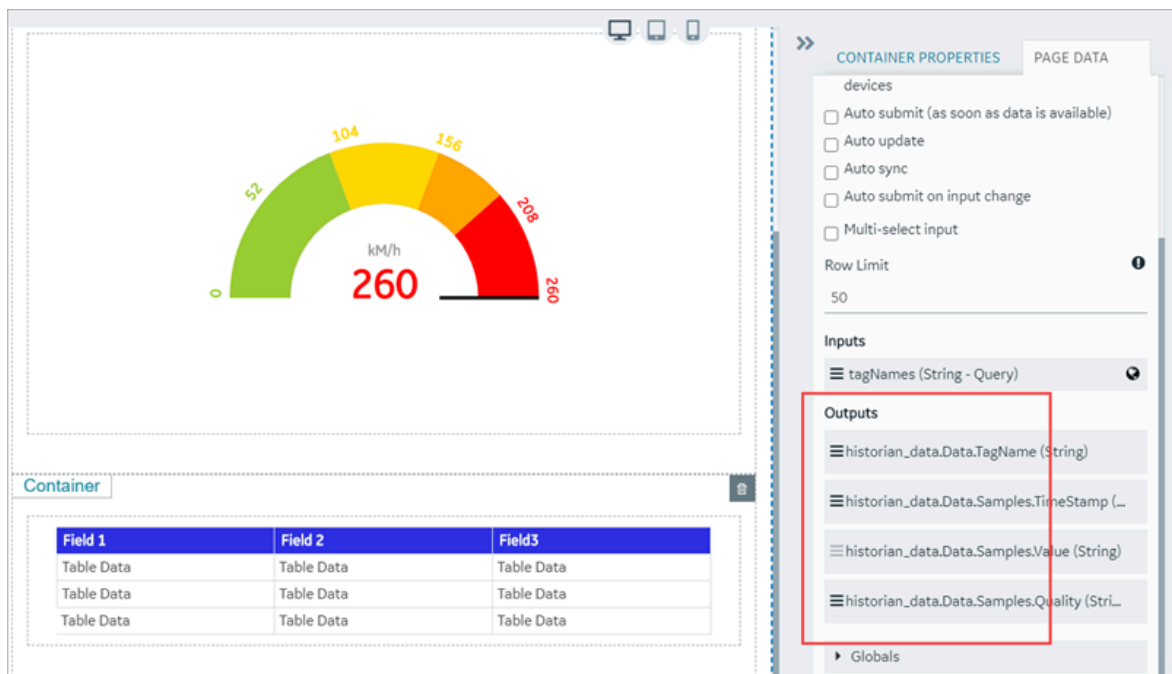 CONTAINER PROPERTIES
PAGE DATA
devices
Auto submit (as soon as data is available)
Auto update
Auto sync
Auto submit on input change
Multi-select input
Row Limit
50
Inputs
tagNames (String - Query)
Outputs
historian_data.Data.TagName (String)
historian_data.Data.Samples.TimeStamp (...
historian_data.Data.Samples.Value (String)
historian_data.Data.Samples.Quality (Stri...
Globals
0
52
104
156
208
260
kM/h
260
Container
Field 1 Field 2 Field3
Table Data Table Data Table Data
Table Data Table Data Table Data
Table Data Table Data Table Data